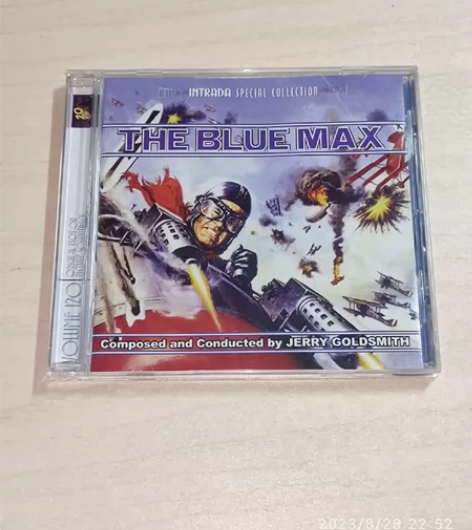 INTRADA SPECIAL COLLECTION
THE BLUE MAX
Composed and Conducted by JERRY GOLDSMITH
VOLUME 120
20
2023/8/28 22:52